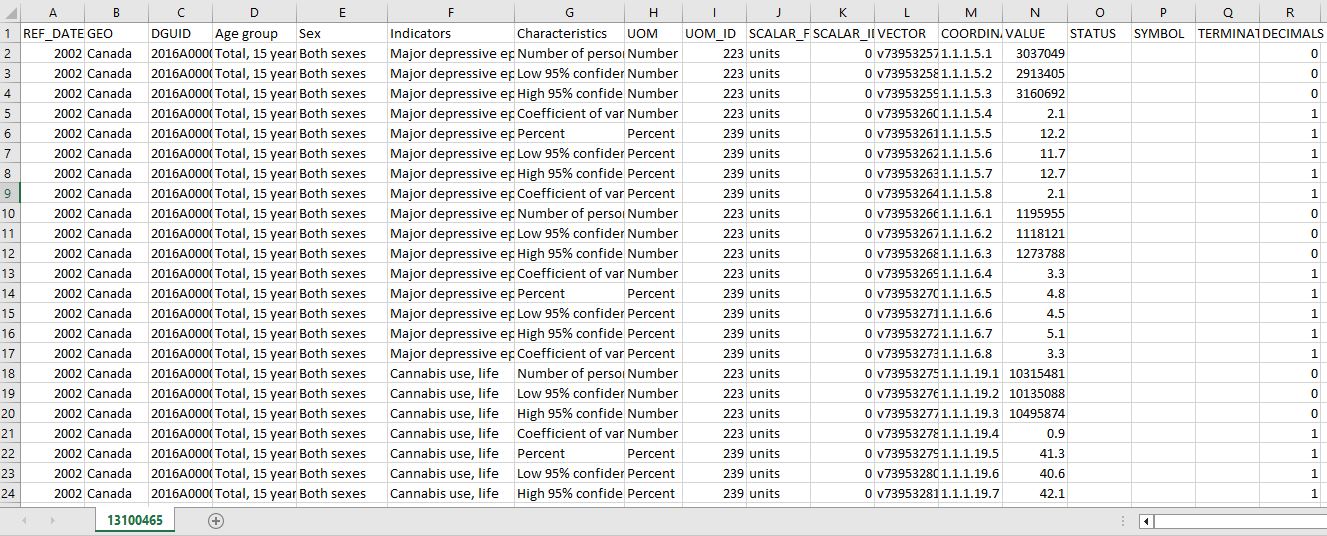 A B C D E F G H I J K L M N O P Q R
1 REF_DATE GEO DGUID Age group Sex Indicators Characteristics UOM UOM_ID SCALAR_F SCALAR_I VECTOR COORDIN VALUE STATUS SYMBOL TERMINAT DECIMALS
2 2002 Canada 2016A000 Total, 15 year Both sexes Major depressive ep Number of perso Number 223 units 0 v73953257 1.1.1.5.1 3037049 0
3 2002 Canada 2016A000 Total, 15 year Both sexes Major depressive ep Low 95% confider Number 223 units 0 v73953258 1.1.1.5.2 2913405 0
4 2002 Canada 2016A000 Total, 15 year Both sexes Major depressive ep High 95% confide Number 223 units 0 v73953259 1.1.1.5.3 3160692 0
5 2002 Canada 2016A000 Total, 15 year Both sexes Major depressive ep Coefficient of var Number 223 units 0 v73953260 1.1.1.5.4 2.1 1
6 2002 Canada 2016A000 Total, 15 year Both sexes Major depressive ep Percent Percent 239 units 0 v73953261 1.1.1.5.5 12.2 1
7 2002 Canada 2016A000 Total, 15 year Both sexes Major depressive ep Low 95% confider Percent 239 units 0 v73953262 1.1.1.5.6 11.7 1
8 2002 Canada 2016A000 Total, 15 year Both sexes Major depressive ep High 95% confide Percent 239 units 0 v73953263 1.1.1.5.7 12.7 1
9 2002 Canada 2016A000 Total, 15 year Both sexes Major depressive ep Coefficient of var Percent 239 units 0 v73953264 1.1.1.5.8 2.1 1
10 2002 Canada 2016A000 Total, 15 year Both sexes Major depressive ep Number of perso Number 223 units 0 v73953266 1.1.1.6.1 1195955 0
11 2002 Canada 2016A000 Total, 15 year Both sexes Major depressive ep Low 95% confider Number 223 units 0 v73953267 1.1.1.6.2 1118121 0
12 2002 Canada 2016A000 Total, 15 year Both sexes Major depressive ep High 95% confide Number 223 units 0 v73953268 1.1.1.6.3 1273788 0
13 2002 Canada 2016A000 Total, 15 year Both sexes Major depressive ep Coefficient of var Number 223 units 0 v73953269 1.1.1.6.4 3.3 1
14 2002 Canada 2016A000 Total, 15 year Both sexes Major depressive ep Percent Percent 239 units 0 v73953270 1.1.1.6.5 4.8 1
15 2002 Canada 2016A000 Total, 15 year Both sexes Major depressive ep Low 95% confider Percent 239 units 0 v73953271 1.1.1.6.6 4.5 1
16 2002 Canada 2016A000 Total, 15 year Both sexes Major depressive ep High 95% confide Percent 239 units 0 v73953272 1.1.1.6.7 5.1 1
17 2002 Canada 2016A000 Total, 15 year Both sexes Major depressive ep Coefficient of var Percent 239 units 0 v73953273 1.1.1.6.8 3.3 1
18 2002 Canada 2016A000 Total, 15 year Both sexes Cannabis use, life Number of perso Number 223 units 0 v73953275 1.1.1.19.1 10315481 0
19 2002 Canada 2016A000 Total, 15 year Both sexes Cannabis use, life Low 95% confider Number 223 units 0 v73953276 1.1.1.19.2 10135088 0
20 2002 Canada 2016A000 Total, 15 year Both sexes Cannabis use, life High 95% confide Number 223 units 0 v73953277 1.1.1.19.3 10495874 0
21 2002 Canada 2016A000 Total, 15 year Both sexes Cannabis use, life Coefficient of var Number 223 units 0 v73953278 1.1.1.19.4 0.9 1
22 2002 Canada 2016A000 Total, 15 year Both sexes Cannabis use, life Percent Percent 239 units 0 v73953279 1.1.1.19.5 41.3 1
23 2002 Canada 2016A000 Total, 15 year Both sexes Cannabis use, life Low 95% confider Percent 239 units 0 v73953280 1.1.1.19.6 40.6 1
24 2002 Canada 2016A000 Total, 15 year Both sexes Cannabis use, life High 95% confide Percent 239 units 0 v73953281 1.1.1.19.7 42.1 1
13100465